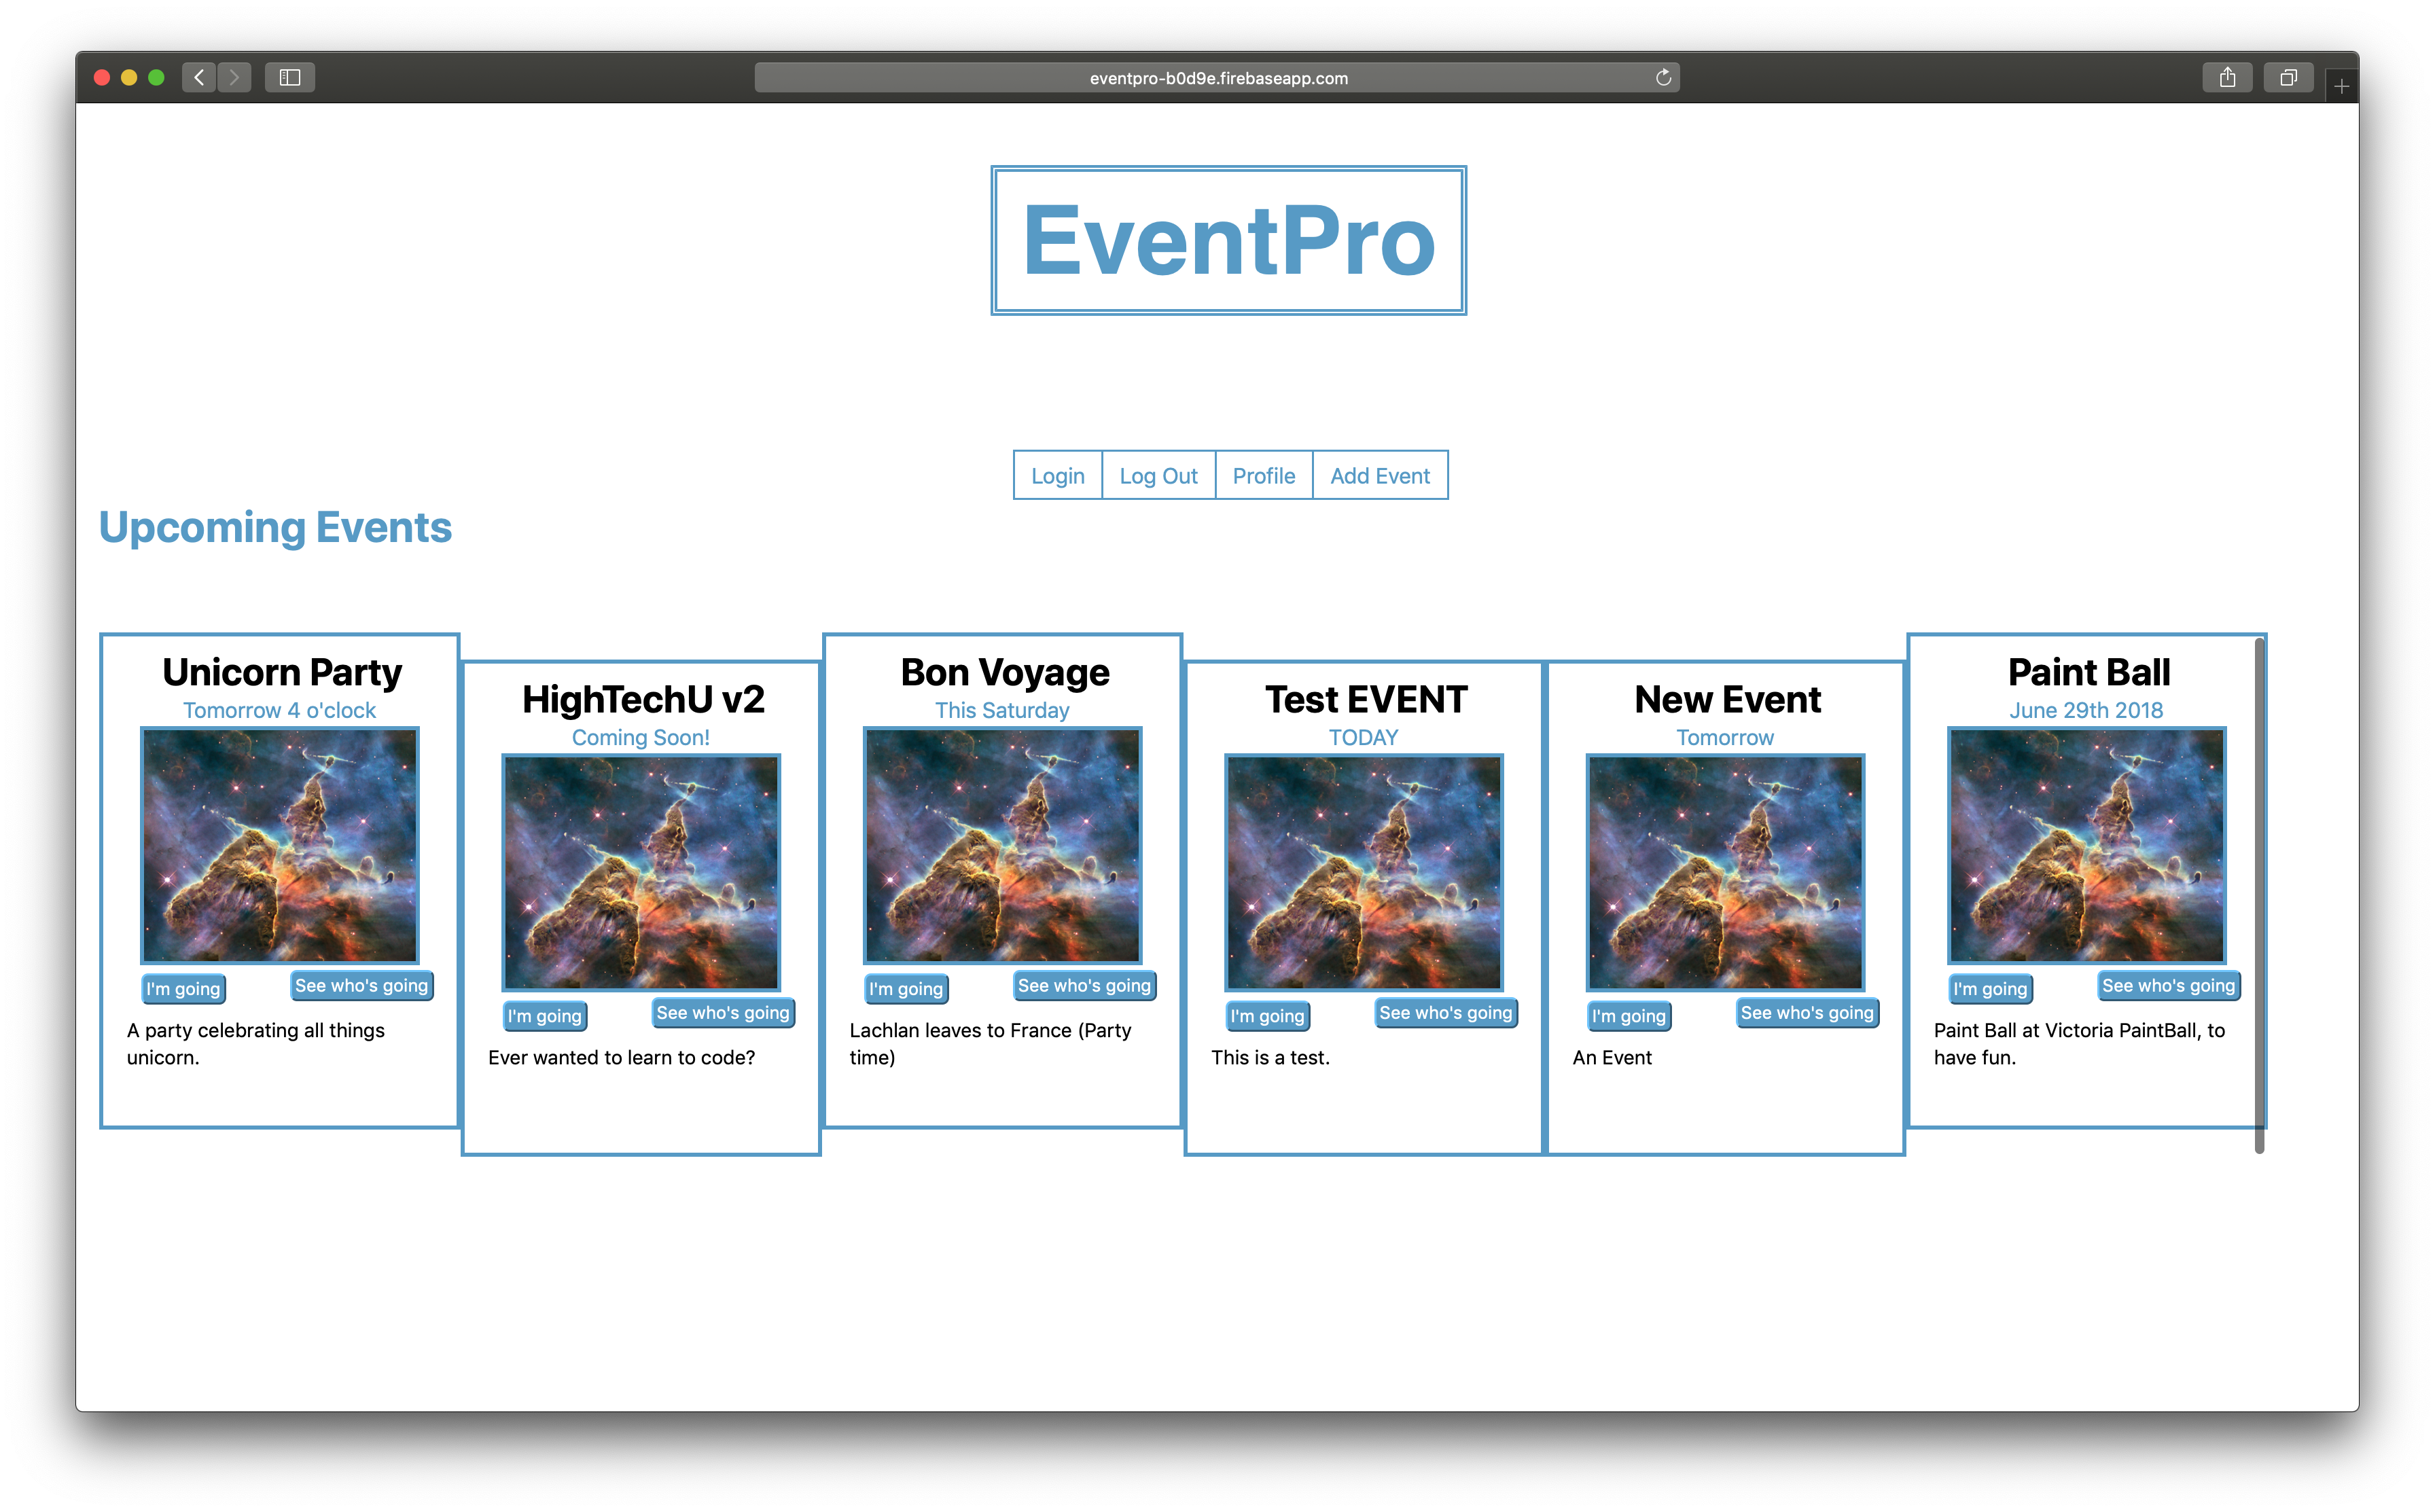 eventpro-b0d9e.firebaseapp.com
EventPro
Login Log Out Profile Add Event
Upcoming Events
Unicorn Party
Tomorrow 4 o'clock
I'm going See who's going
A party celebrating all things
unicorn.
HighTechU v2
Coming Soon!
I'm going See who's going
Ever wanted to learn to code?
Bon Voyage
This Saturday
I'm going See who's going
Lachlan leaves to France (Party
time)
Test EVENT
TODAY
I'm going See who's going
This is a test.
New Event
Tomorrow
I'm going See who's going
An Event
Paint Ball
June 29th 2018
I'm going See who's going
Paint Ball at Victoria PaintBall, to
have fun.